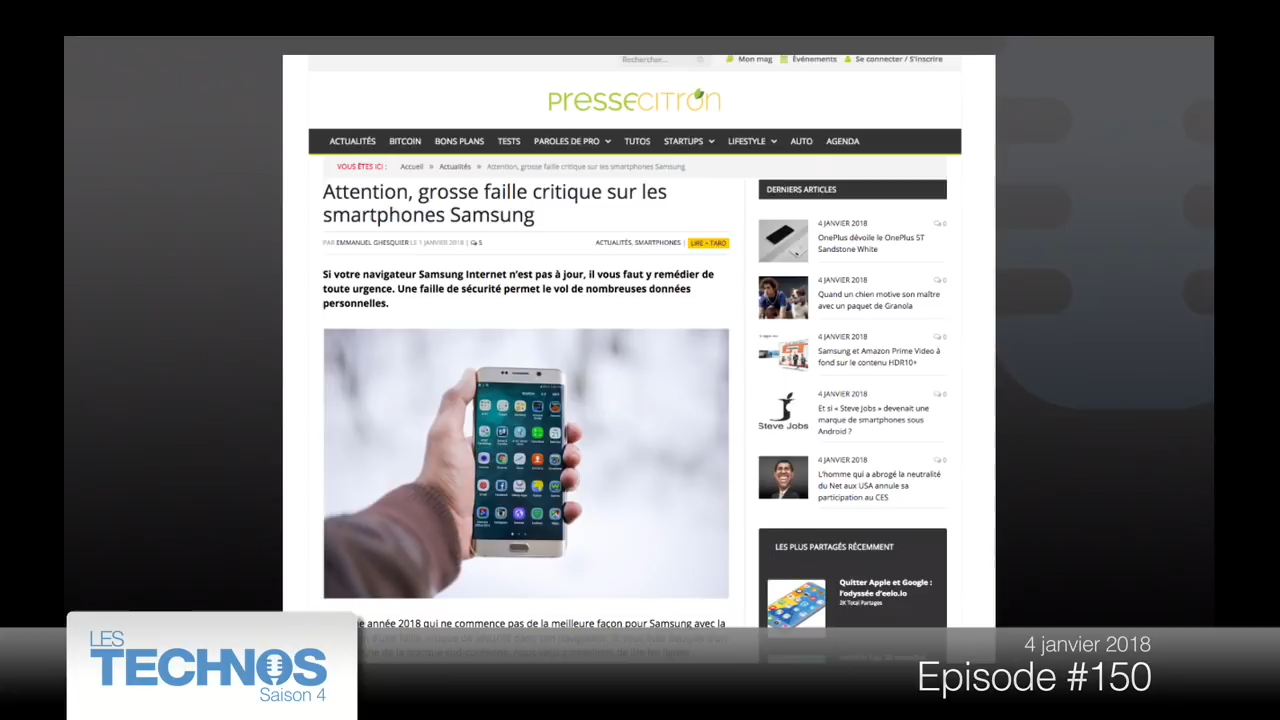 Rechercher...
Mon mag
Événements
Se connecter / S'inscrire
PRESSECITRON
ACTUALITÉS BITCOIN BONS PLANS TESTS PAROLES DE PRO TUTOS STARTUPS LIFESTYLE AUTO AGENDA
VOUS ÊTES ICI : Accueil » Actualités » Attention, grosse faille critique sur les smartphones Samsung
Attention, grosse faille critique sur les
smartphones Samsung
PAR EMMANUEL GHESQUIER LE 1 JANVIER 2018 | 5
ACTUALITÉS, SMARTPHONES | LIRE + TARD
Si votre navigateur Samsung Internet n'est pas à jour, il vous faut y remédier de
toute urgence. Une faille de sécurité permet le vol de nombreuses données
personnelles.
e année 2018 qui ne commence pas de la meilleure façon pour Samsung avec la
DERNIERS ARTICLES
4 JANVIER 2018 0
OnePlus dévoile le OnePlus 5T
Sandstone White
4 JANVIER 2018 0
Quand un chien motive son maître
avec un paquet de Granola
4 JANVIER 2018 0
Samsung et Amazon Prime Video à
fond sur le contenu HDR10+
4 JANVIER 2018 0
Et si « Steve Jobs » devenait une
marque de smartphones sous
Android ?
Steve Jobs
4 JANVIER 2018 0
L'homme qui a abrogé la neutralité
du Net aux USA annule sa
participation au CES
LES PLUS PARTAGÉS RÉCEMMENT
Quitter Apple et Google :
l'odyssée d'eelo.io
2K Total Partages
LES
TECHNOS
Saison 4
4 janvier 2018
Episode #150